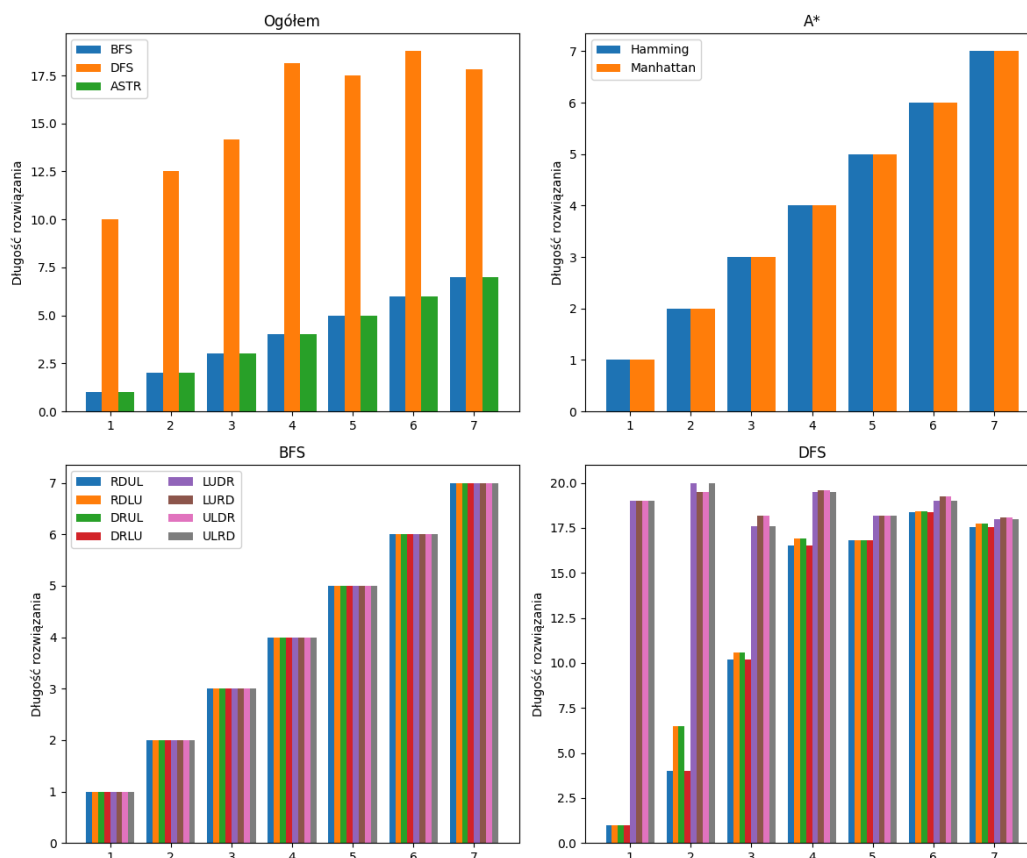 Ogółem
BFS
DFS
ASTR
Długość rozwiązania
17.5
15.0
12.5
10.0
7.5
5.0
2.5
0.0
1 2 3 4 5 6 7
A*
Hamming
Manhattan
Długość rozwiązania
7
6
5
4
3
2
1
0
1 2 3 4 5 6 7
BFS
RDUL LUDR
RDLU LURD
DRUL ULDR
DRLU ULRD
Długość rozwiązania
7
6
5
4
3
2
1
0
1 2 3 4 5 6 7
DFS
Długość rozwiązania
20.0
17.5
15.0
12.5
10.0
7.5
5.0
2.5
0.0
1 2 3 4 5 6 7